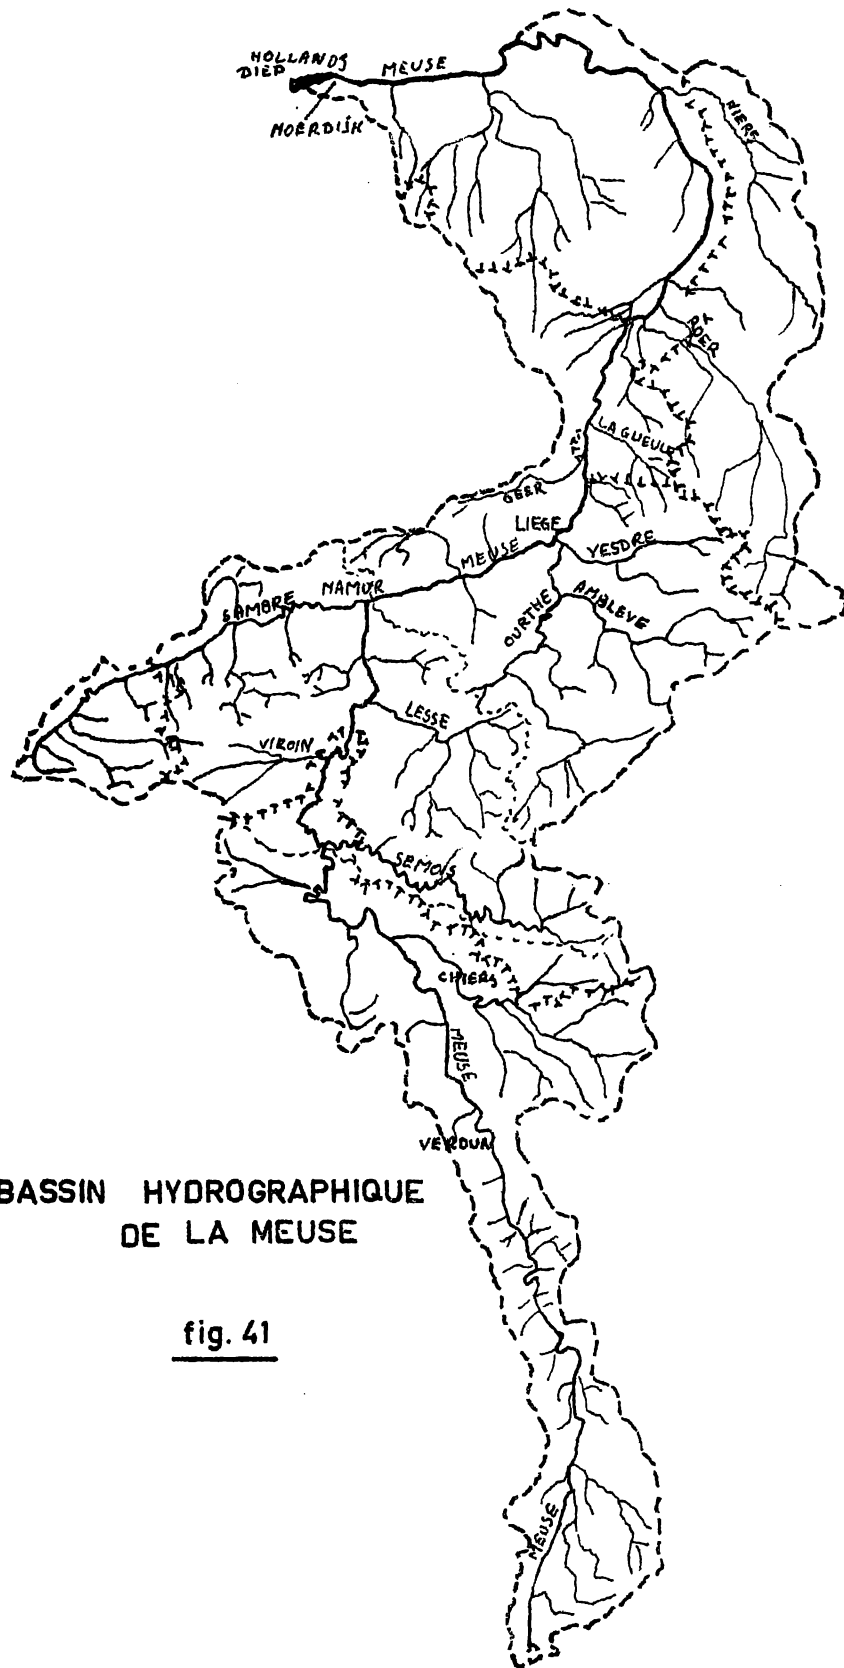 HOLLANDS
DIEP
MEUSE
MOERDIJK
NIERS
ROER
LA GUEULE
GEER
LIEGE
MEUSE
VESDRE
NAMUR
SAMBRE
OURTHE
AMBLEVE
LESSE
VIROIN
SEMOIS
CHIERS
MEUSE
VERDUN
BASSIN HYDROGRAPHIQUE
DE LA MEUSE
fig. 41
MEUSE